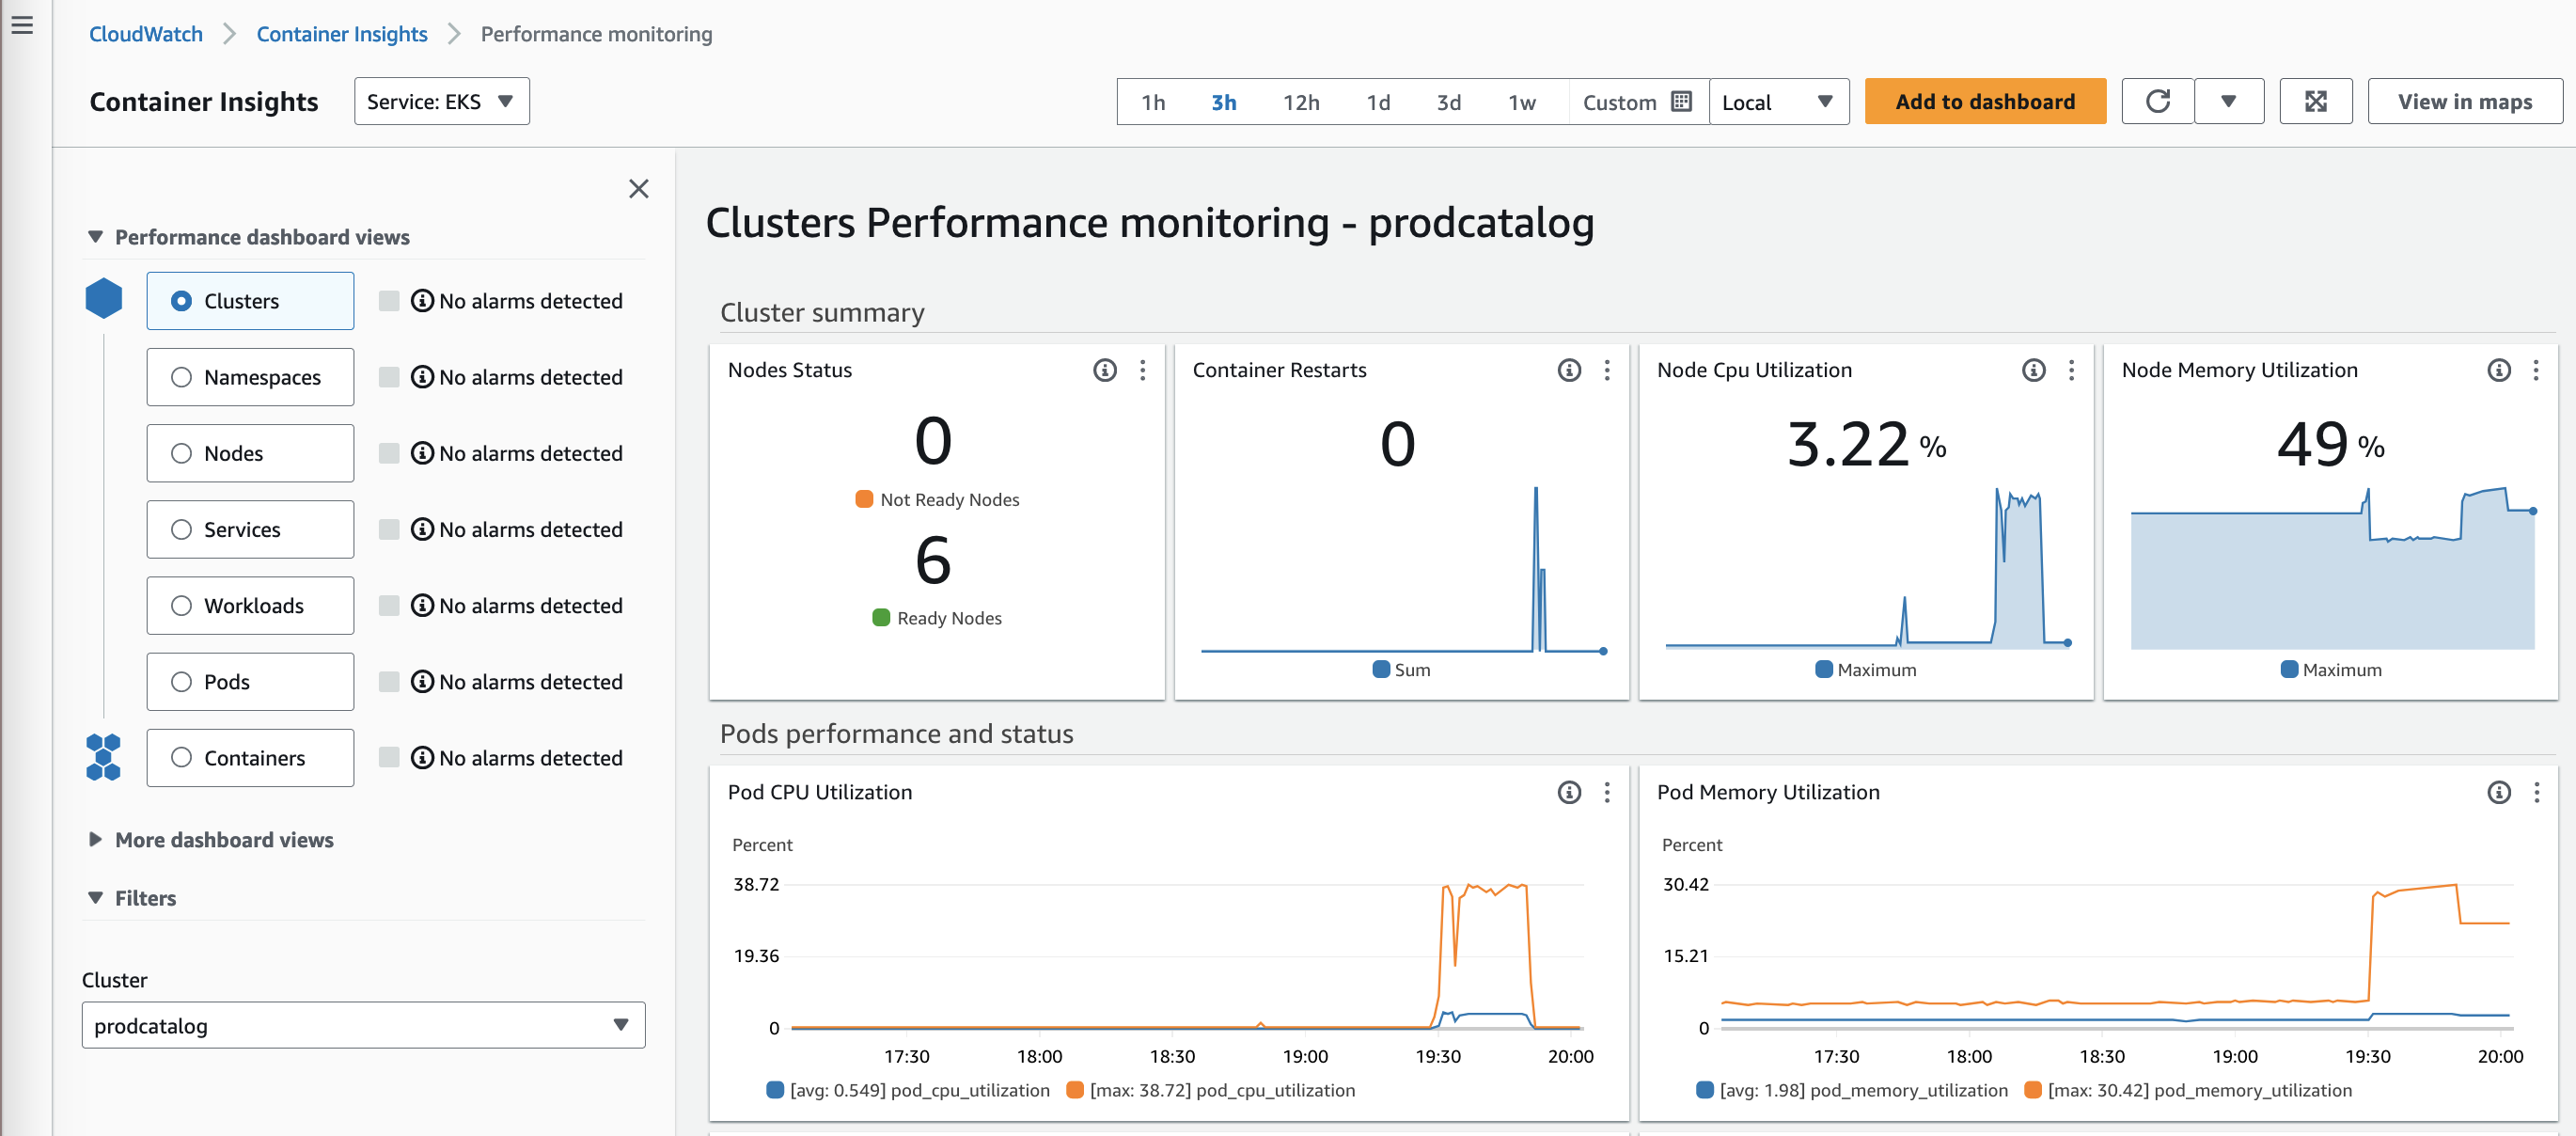 CloudWatch > Container Insights > Performance monitoring
Container Insights Service: EKS 1h 3h 12h 1d 3d 1w Custom Local Add to dashboard View in maps
Performance dashboard views
Clusters No alarms detected
Namespaces No alarms detected
Nodes No alarms detected
Services No alarms detected
Workloads No alarms detected
Pods No alarms detected
Containers No alarms detected
More dashboard views
Filters
Cluster
prodcatalog
Clusters Performance monitoring - prodcatalog
Cluster summary
Nodes Status
0
Not Ready Nodes
6
Ready Nodes
Container Restarts
0
Sum
Node Cpu Utilization
3.22 %
Maximum
Node Memory Utilization
49 %
Maximum
Pods performance and status
Pod CPU Utilization
Percent
38.72
19.36
0
17:30 18:00 18:30 19:00 19:30 20:00
[avg: 0.549] pod_cpu_utilization [max: 38.72] pod_cpu_utilization
Pod Memory Utilization
Percent
30.42
15.21
0
17:30 18:00 18:30 19:00 19:30 20:00
[avg: 1.98] pod_memory_utilization [max: 30.42] pod_memory_utilization